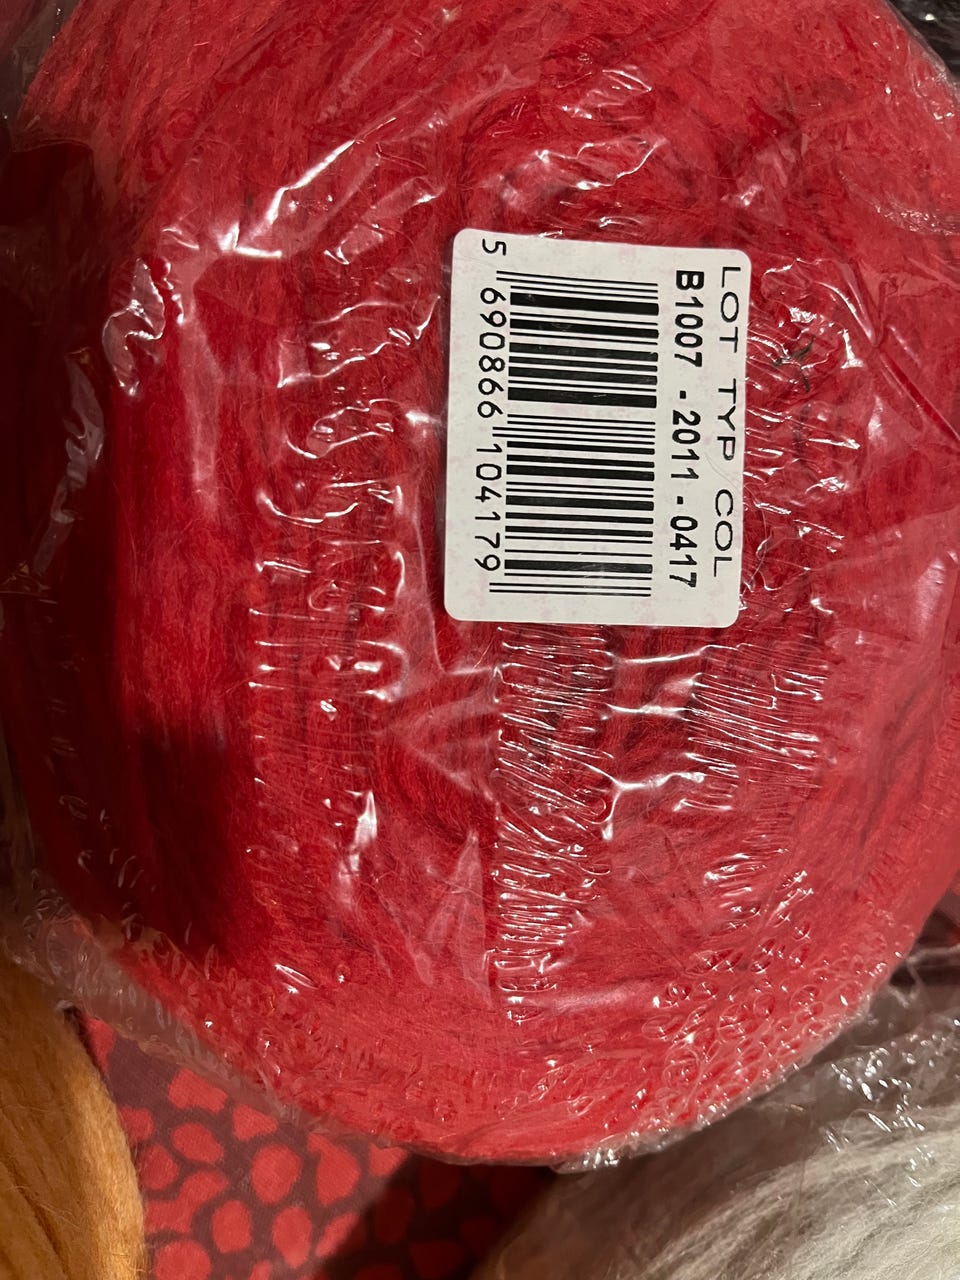 LOT TYP COL
B1007 - 2011 - 0417
5 690866 104179